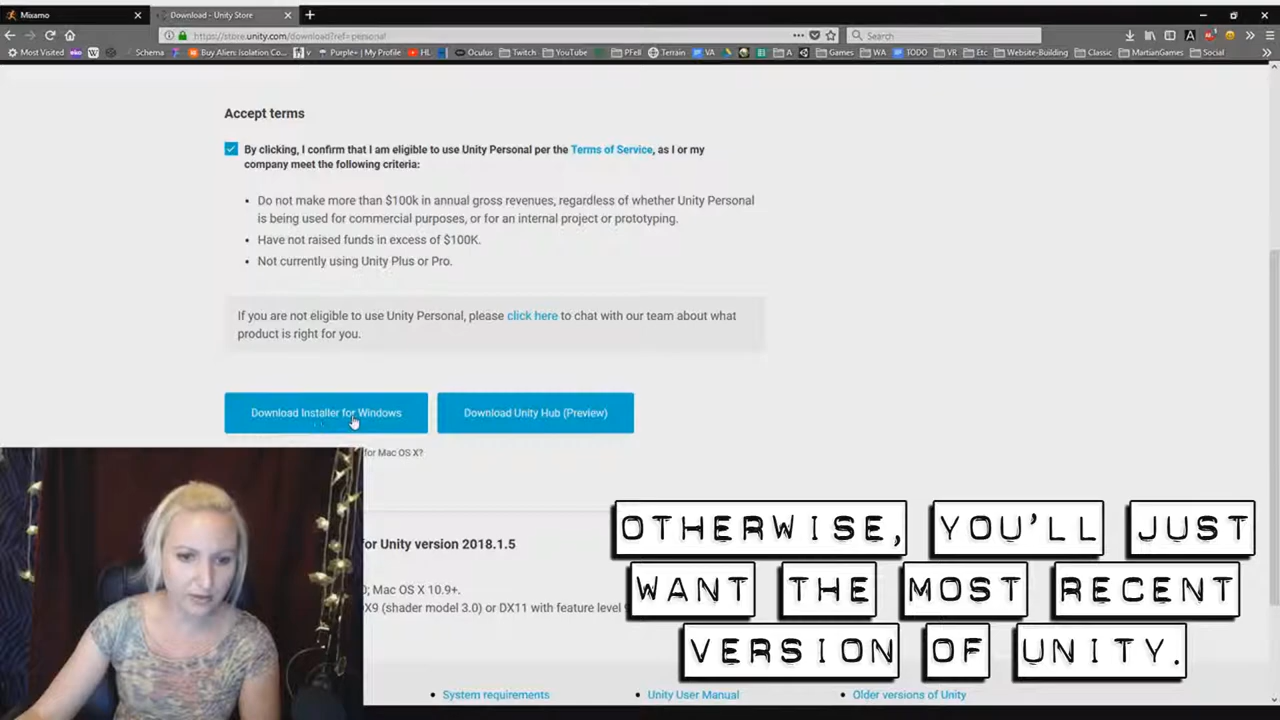 Mixamo
Download - Unity Store
https://store.unity.com/download?ref=personal
Search
Most Visited
Schema
Buy Alien: Isolation Co...
Purple+ | My Profile
HL
Oculus
Twitch
YouTube
PFell
Terrain
VA
A
Games
WA
TODO
VR
Etc
Website-Building
Classic
MartianGames
Social
Accept terms
By clicking, I confirm that I am eligible to use Unity Personal per the Terms of Service, as I or my
company meet the following criteria:
• Do not make more than $100k in annual gross revenues, regardless of whether Unity Personal
is being used for commercial purposes, or for an internal project or prototyping.
• Have not raised funds in excess of $100K.
• Not currently using Unity Plus or Pro.
If you are not eligible to use Unity Personal, please click here to chat with our team about what
product is right for you.
Download Installer for Windows
Download Unity Hub (Preview)
for Mac OS X?
for Unity version 2018.1.5
; Mac OS X 10.9+.
DX9 (shader model 3.0) or DX11 with feature level
OTHERWISE, YOU'LL JUST
WANT THE MOST RECENT
VERSION OF UNITY.
• System requirements
• Unity User Manual
• Older versions of Unity